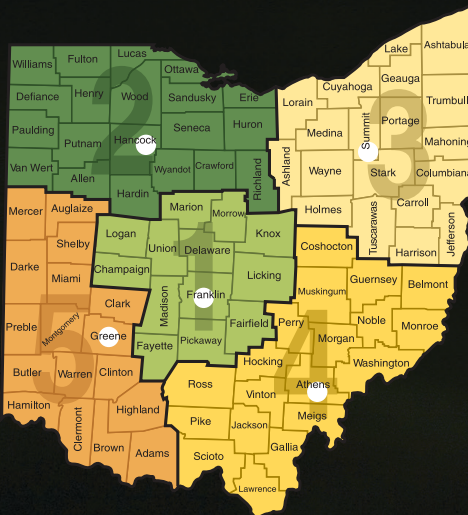 Lake
Ashtabula
Williams
Fulton
Lucas
Ottawa
Geauga
Cuyahoga
Defiance
Henry
Wood
Sandusky
Erie
Lorain
Trumbull
Portage
Summit
Medina
Paulding
Putnam
Hancock
Seneca
Huron
Mahoning
2
3
Van Wert
Allen
Wyandot
Crawford
Richland
Ashland
Wayne
Stark
Columbiana
Hardin
Mercer
Auglaize
Marion
Morrow
Holmes
Tuscarawas
Carroll
Jefferson
Harrison
Logan
Union
Delaware
Knox
Coshocton
Shelby
Darke
Miami
Champaign
Licking
Guernsey
Belmont
Muskingum
1
Clark
Madison
Franklin
Fairfield
Perry
Noble
Monroe
Morgan
Preble
Montgomery
Greene
Fayette
Pickaway
5
4
Hocking
Washington
Butler
Warren
Clinton
Ross
Vinton
Athens
Meigs
Hamilton
Clermont
Highland
Pike
Jackson
Gallia
Brown
Adams
Scioto
Lawrence